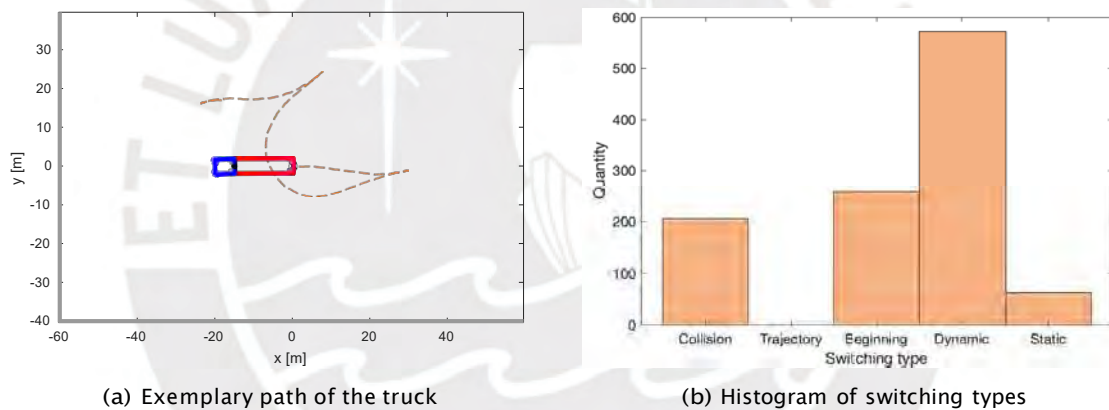 ET LU
30
20
10
0
-10
-20
-30
-40
y [m]
-60
-40
-20
0
20
40
x [m]
(a) Exemplary path of the truck
600
500
400
300
200
100
0
Quantity
Collision
Trajectory
Beginning
Dynamic
Static
Switching type
(b) Histogram of switching types